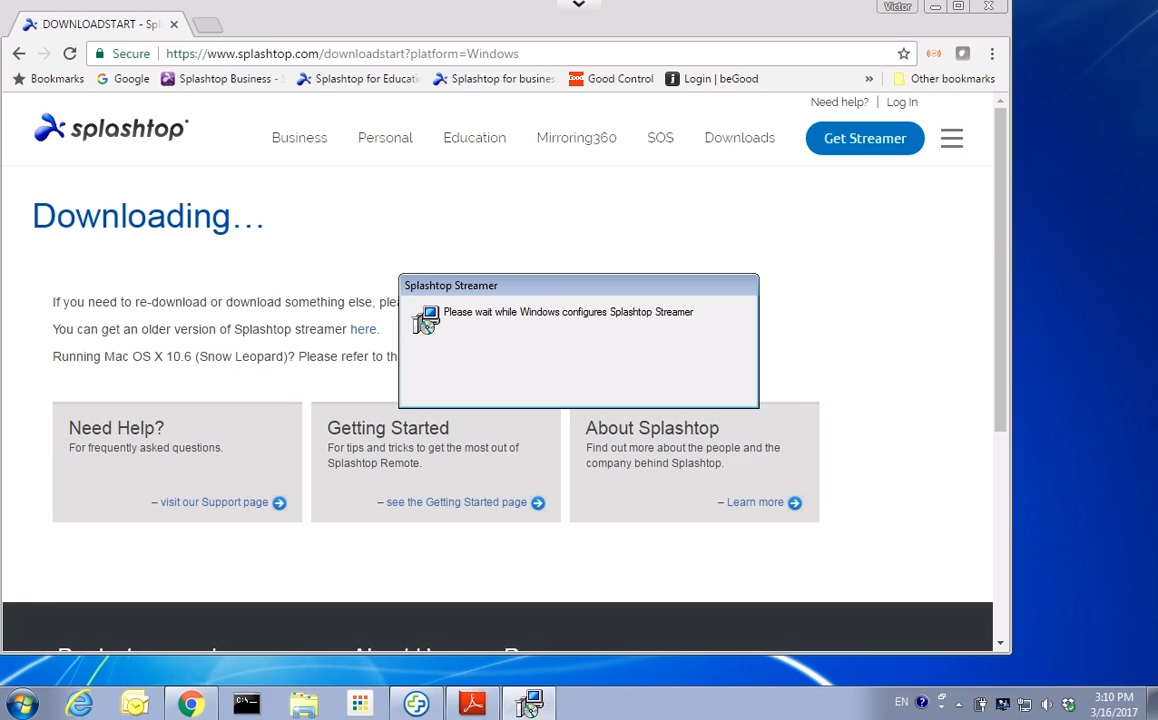 Victor
DOWNLOADSTART - Spl
Secure
https://www.splashtop.com/downloadstart?platform=Windows
Bookmarks
Google
Splashtop Business -
Splashtop for Educati
Splashtop for busines
Good Control
Login | beGood
»
Other bookmarks
Need help? | Log In
splashtop
Business
Personal
Education
Mirroring360
SOS
Downloads
Get Streamer
Downloading...
Splashtop Streamer
Please wait while Windows configures Splashtop Streamer
If you need to re-download or download something else, plea
You can get an older version of Splashtop streamer here.
Running Mac OS X 10.6 (Snow Leopard)? Please refer to th
Need Help?
For frequently asked questions.
– visit our Support page
Getting Started
For tips and tricks to get the most out of
Splashtop Remote.
– see the Getting Started page
About Splashtop
Find out more about the people and the
company behind Splashtop.
– Learn more
EN
3:10 PM
3/16/2017